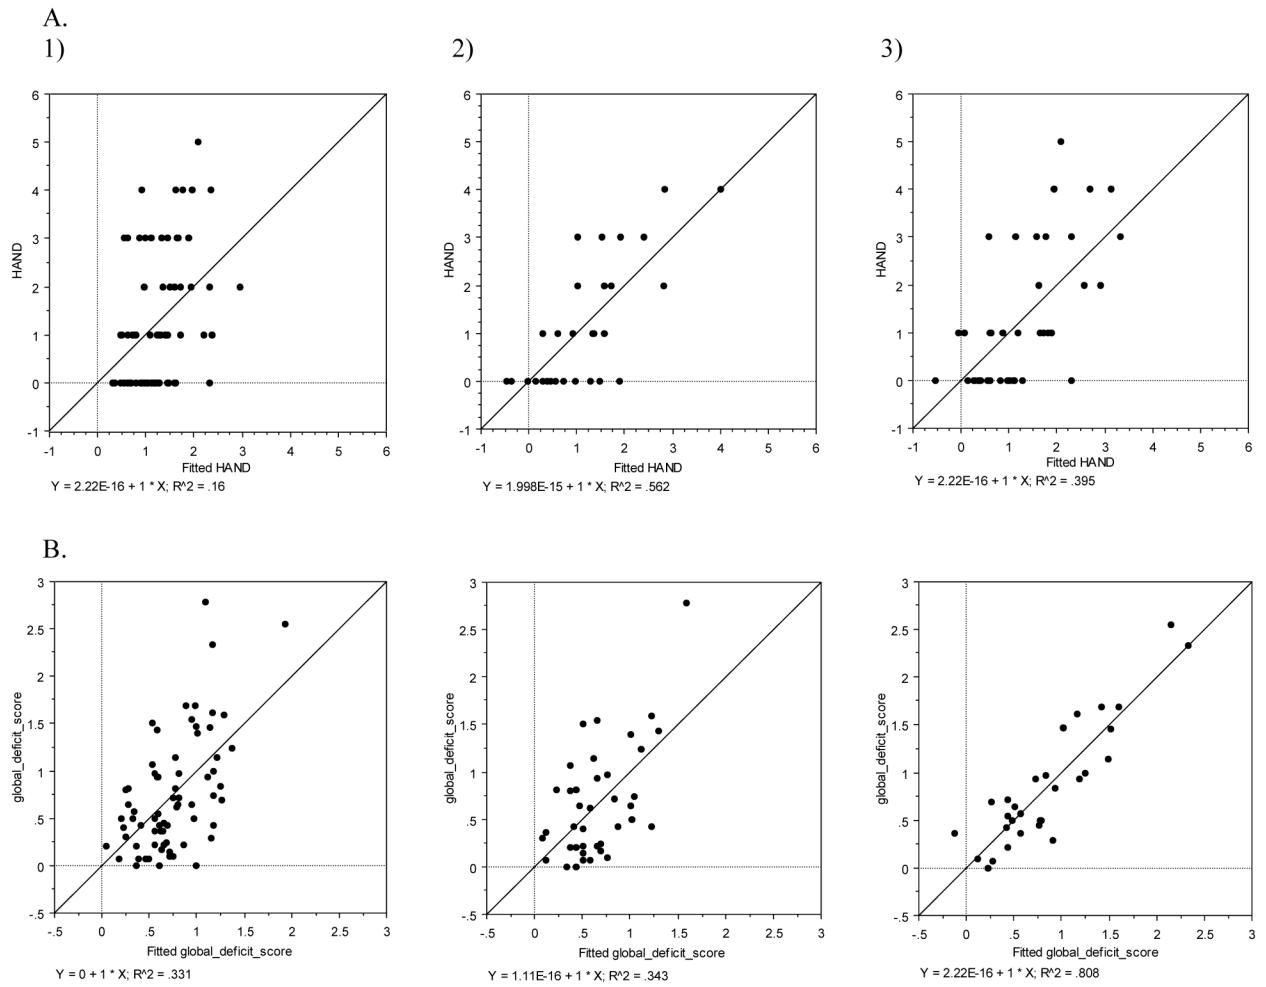 A.
1)
2)
3)
6
5
4
3
2
1
0
-1
HAND
-1 0 1 2 3 4 5 6
Fitted HAND
Y = 2.22E-16 + 1 * X; R^2 = .16
6
5
4
3
2
1
0
-1
HAND
-1 0 1 2 3 4 5 6
Fitted HAND
Y = 1.998E-15 + 1 * X; R^2 = .562
6
5
4
3
2
1
0
-1
HAND
-1 0 1 2 3 4 5 6
Fitted HAND
Y = 2.22E-16 + 1 * X; R^2 = .395
B.
3
2.5
2
1.5
1
.5
0
-.5
global_deficit_score
-.5 0 .5 1 1.5 2 2.5 3
Fitted global_deficit_score
Y = 0 + 1 * X; R^2 = .331
3
2.5
2
1.5
1
.5
0
-.5
global_deficit_score
-.5 0 .5 1 1.5 2 2.5 3
Fitted global_deficit_score
Y = 1.11E-16 + 1 * X; R^2 = .343
3
2.5
2
1.5
1
.5
0
-.5
global_deficit_score
-.5 0 .5 1 1.5 2 2.5 3
Fitted global_deficit_score
Y = 2.22E-16 + 1 * X; R^2 = .808